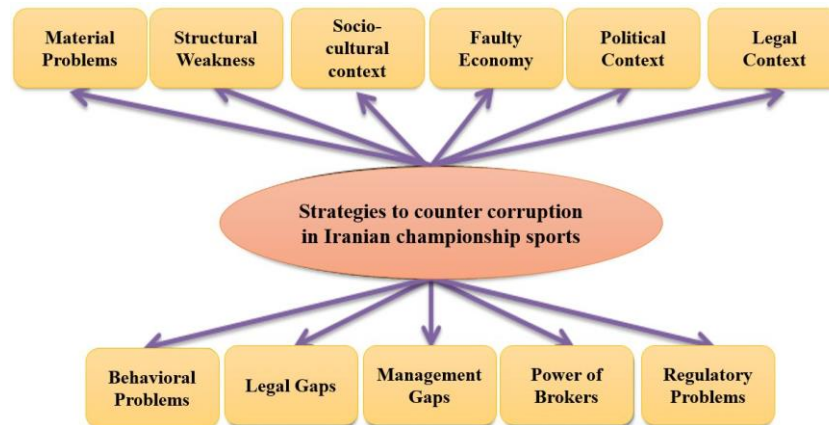 Material
Problems
Structural
Weakness
Socio-
cultural
context
Faulty
Economy
Political
Context
Legal
Context
Strategies to counter corruption
in Iranian championship sports
Behavioral
Problems
Legal Gaps
Management
Gaps
Power of
Brokers
Regulatory
Problems